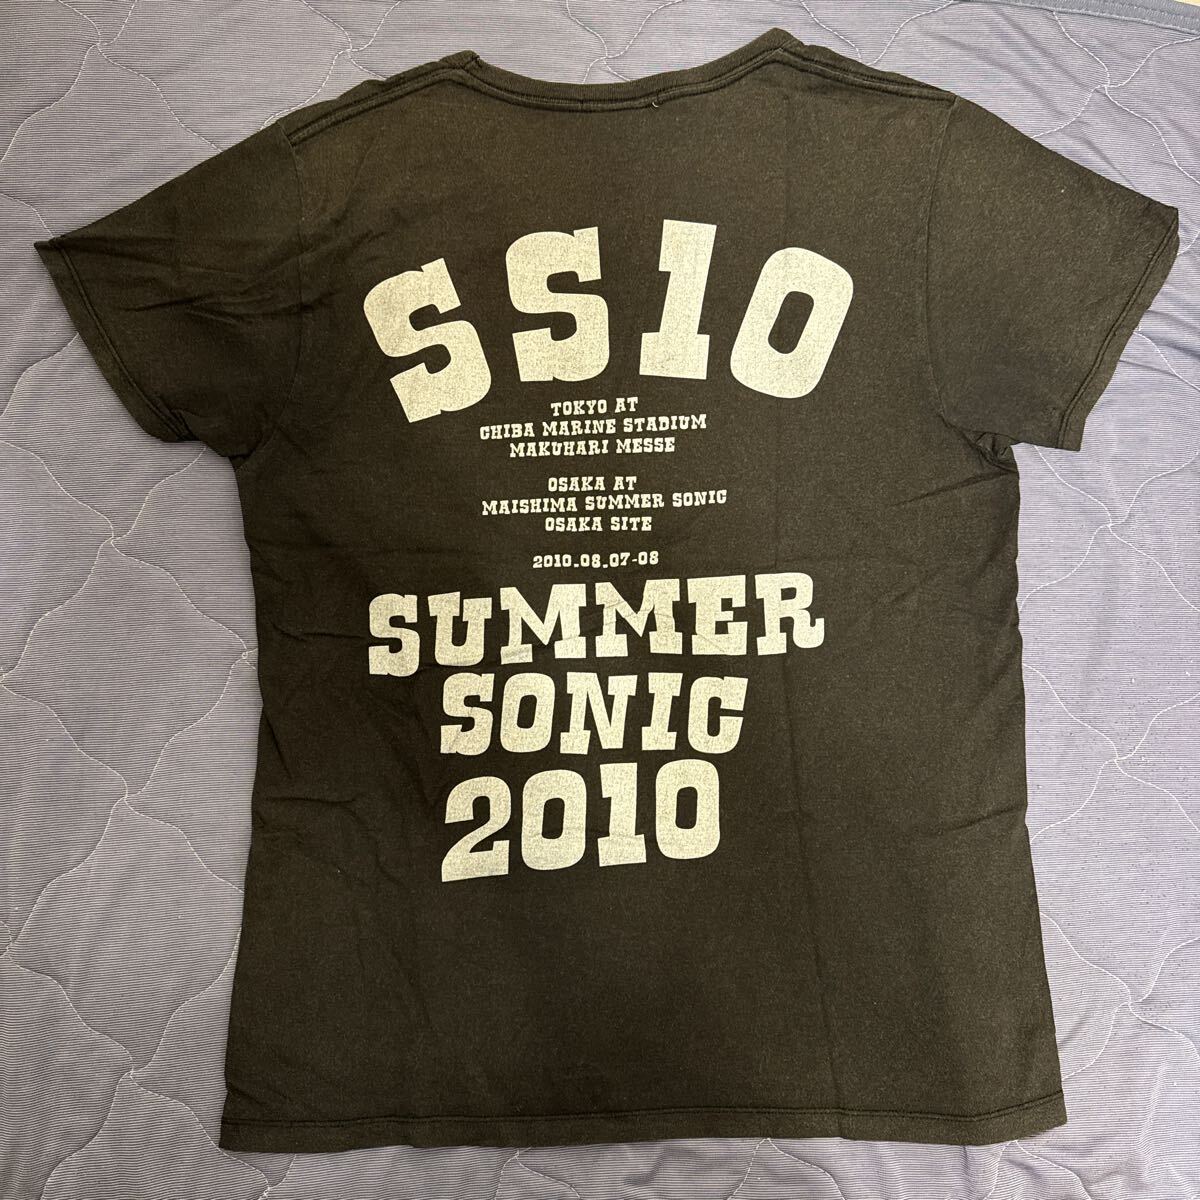 SS10
TOKYO AT
CHIBA MARINE STADIUM
MAKUHARI MESSE
OSAKA AT
MAISHIMA SUMMER SONIC
OSAKA SITE
2010.08.07-08
SUMMER
SONIC
2010